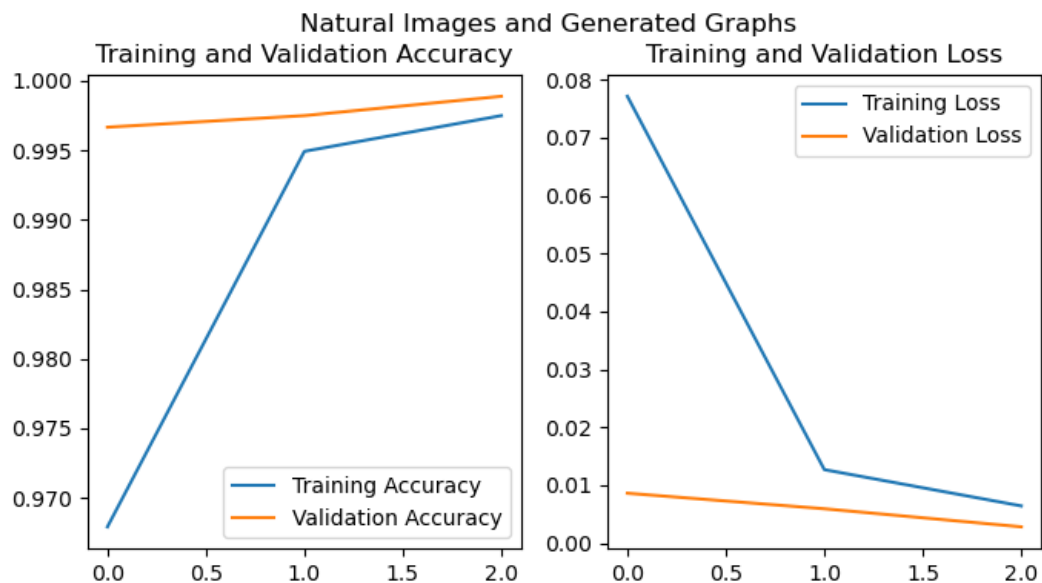 Natural Images and Generated Graphs
Training and Validation Accuracy
1.000
0.995
0.990
0.985
0.980
0.975
0.970
Training Accuracy
Validation Accuracy
0.0 0.5 1.0 1.5 2.0
Training and Validation Loss
0.08
0.07
0.06
0.05
0.04
0.03
0.02
0.01
0.00
Training Loss
Validation Loss
0.0 0.5 1.0 1.5 2.0